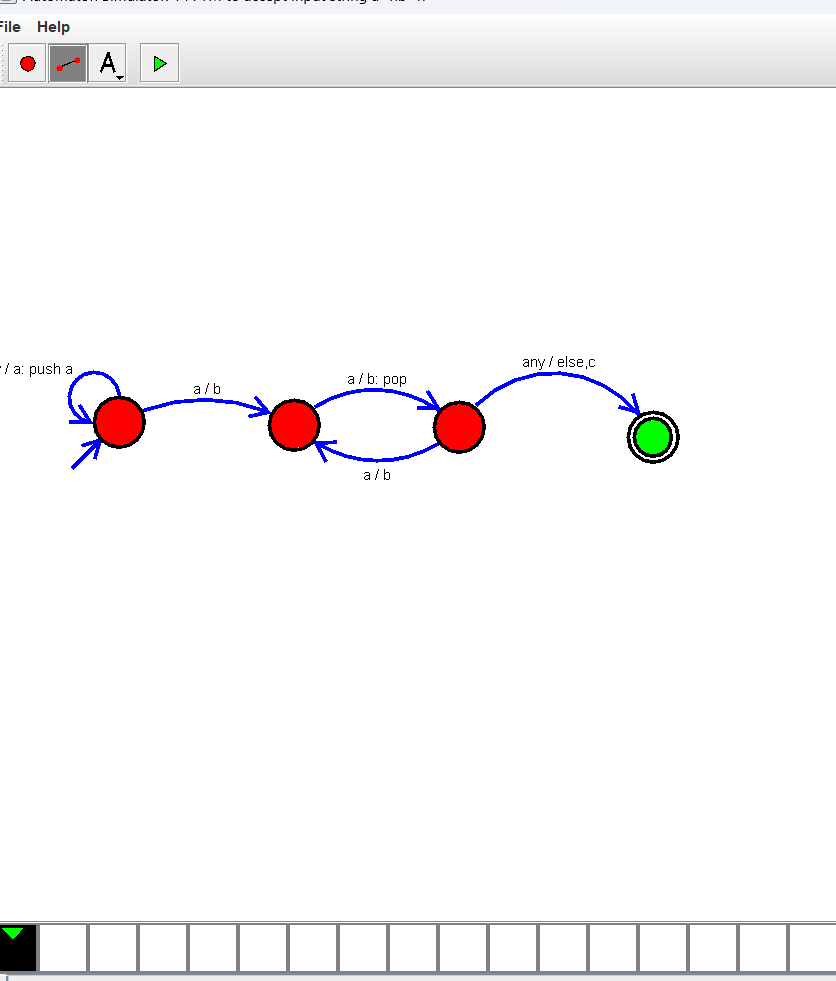 File Help
A
/ a: push a
a / b
a / b: pop
any / else,c
a / b